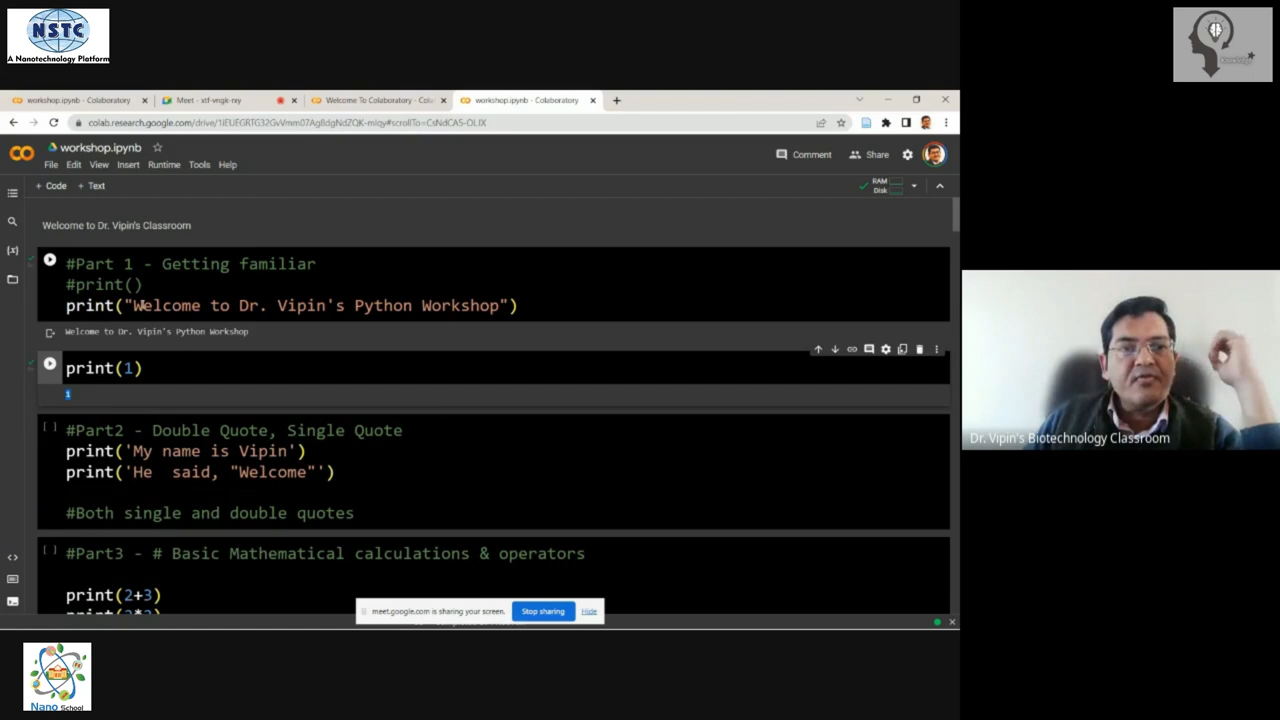 NSTC
A Nanotechnology Platform
Knowledge
workshop.ipynb - Colaboratory
Meet - xtf-vngk-rxy
Welcome To Colaboratory - Cola
workshop.ipynb - Colaboratory
workshop.ipynb
File Edit View Insert Runtime Tools Help
Comment
Share
+ Code + Text
RAM
Disk
Welcome to Dr. Vipin's Classroom
#Part 1 - Getting familiar
#print()
print("Welcome to Dr. Vipin's Python Workshop")
Welcome to Dr. Vipin's Python Workshop
print(1)
1
[ ] #Part2 - Double Quote, Single Quote
print('My name is Vipin')
print('He  said, "Welcome"')
#Both single and double quotes
[ ] #Part3 - # Basic Mathematical calculations & operators
print(2+3)
meet.google.com is sharing your screen. Stop sharing Hide
Dr. Vipin's Biotechnology Classroom
Nano School